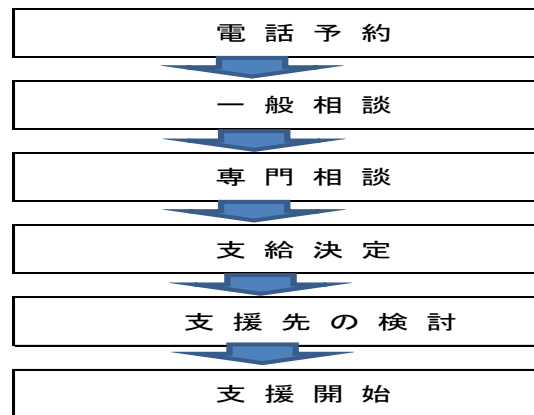 電話予約
一般相談
専門相談
支給決定
支援先の検討
支援開始